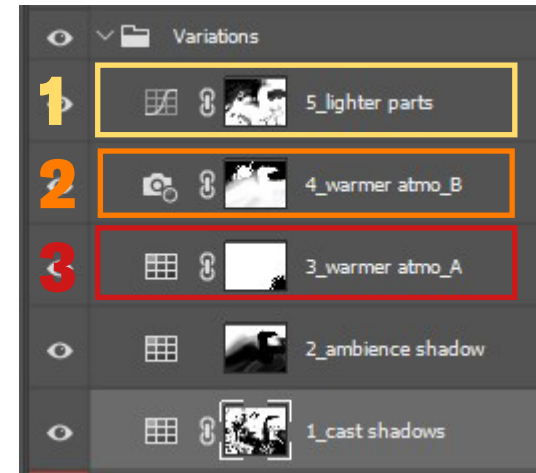 Variations
1
5_lighter parts
2
4_warmer atmo_B
3
3_warmer atmo_A
2_ambience shadow
1_cast shadows